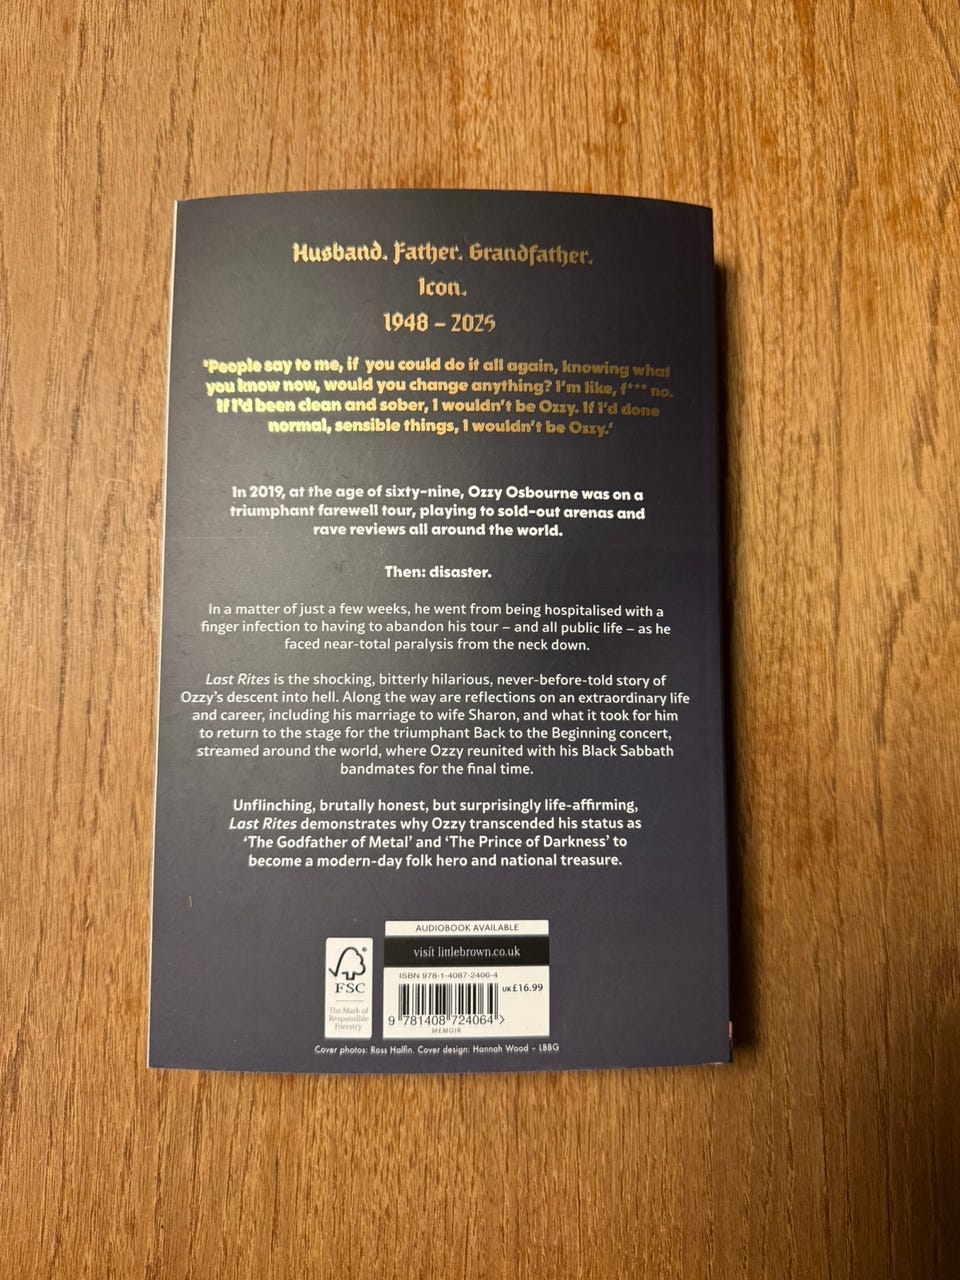 Husband. Father. Grandfather.
Icon.
1948 – 2025
'People say to me, if you could do it all again, knowing what
you know now, would you change anything? I'm like, f*** no.
If I'd been clean and sober, I wouldn't be Ozzy. If I'd done
normal, sensible things, I wouldn't be Ozzy.'
In 2019, at the age of sixty-nine, Ozzy Osbourne was on a
triumphant farewell tour, playing to sold-out arenas and
rave reviews all around the world.
Then: disaster.
In a matter of just a few weeks, he went from being hospitalised with a
finger infection to having to abandon his tour – and all public life – as he
faced near-total paralysis from the neck down.
Last Rites is the shocking, bitterly hilarious, never-before-told story of
Ozzy's descent into hell. Along the way are reflections on an extraordinary life
and career, including his marriage to wife Sharon, and what it took for him
to return to the stage for the triumphant Back to the Beginning concert,
streamed around the world, where Ozzy reunited with his Black Sabbath
bandmates for the final time.
Unflinching, brutally honest, but surprisingly life-affirming,
Last Rites demonstrates why Ozzy transcended his status as
'The Godfather of Metal' and 'The Prince of Darkness' to
become a modern-day folk hero and national treasure.
AUDIOBOOK AVAILABLE
visit littlebrown.co.uk
ISBN 978-1-4087-2406-4
UK £16.99
9 781408 724064 >
MEMOIR
FSC
The Mark of
Responsible
Forestry
Cover photos: Ross Halfin. Cover design: Hannah Wood – LBBG